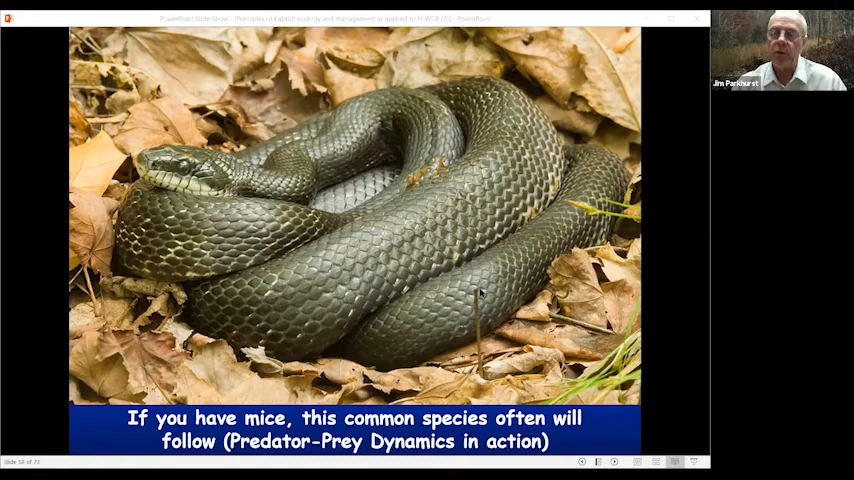 PowerPoint Slide Show - [Principles of habitat ecology and management as applied to H-WCB (7)] - PowerPoint
Jim Parkhurst
If you have mice, this common species often will
follow (Predator-Prey Dynamics in action)
Slide 58 of 73